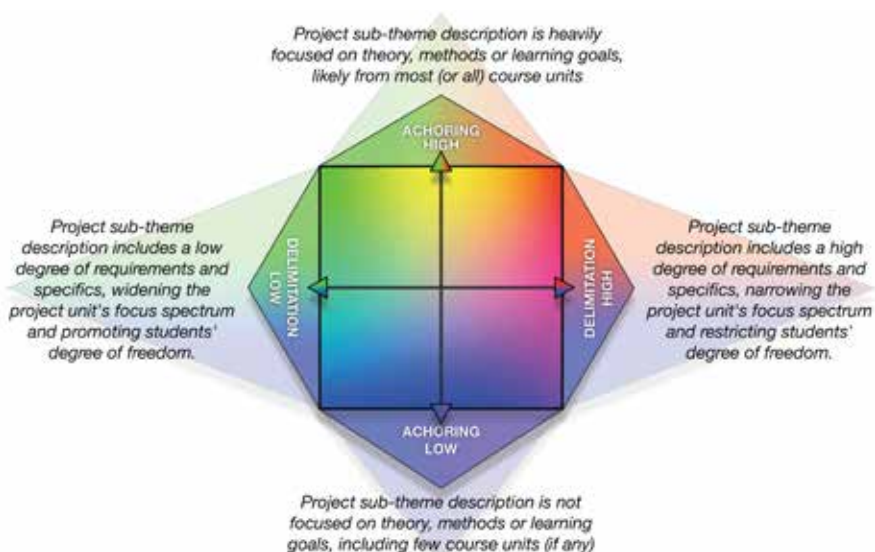 Project sub-theme description is heavily
focused on theory, methods or learning goals,
likely from most (or all) course units
ACHORING
HIGH
Project sub-theme
description includes a low
degree of requirements and
specifics, widening the
project unit's focus spectrum
and promoting students'
degree of freedom.
DELIMITATION
LOW
DELIMITATION
HIGH
Project sub-theme
description includes a high
degree of requirements and
specifics, narrowing the
project unit's focus spectrum
and restricting students'
degree of freedom.
ACHORING
LOW
Project sub-theme description is not
focused on theory, methods or learning
goals, including few course units (if any)